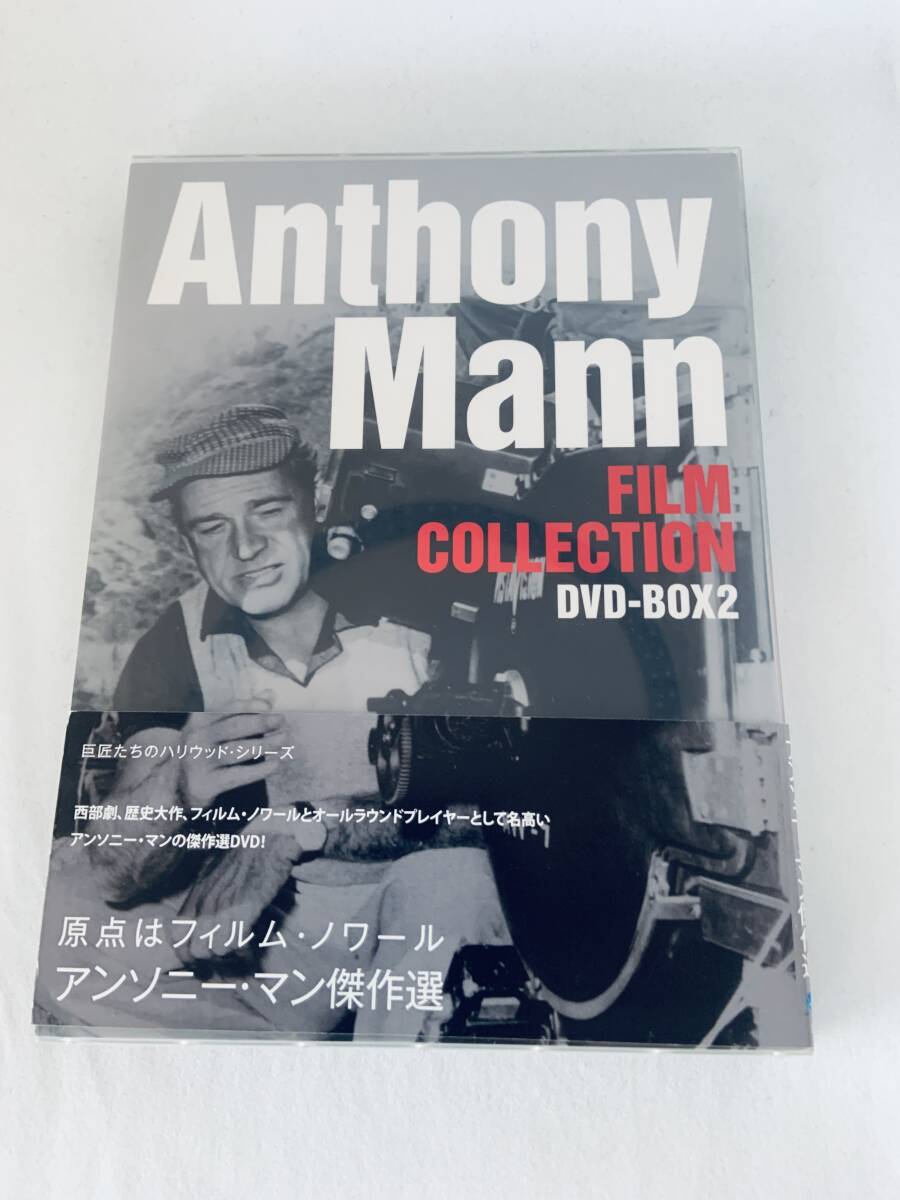 Anthony
Mann
FILM
COLLECTION
DVD-BOX2
巨匠たちのハリウッド・シリーズ
西部劇、歴史大作、フィルム・ノワールとオールラウンドプレイヤーとして名高い
アンソニー・マンの傑作選DVD!
原点はフィルム・ノワール
アンソニー・マン傑作選